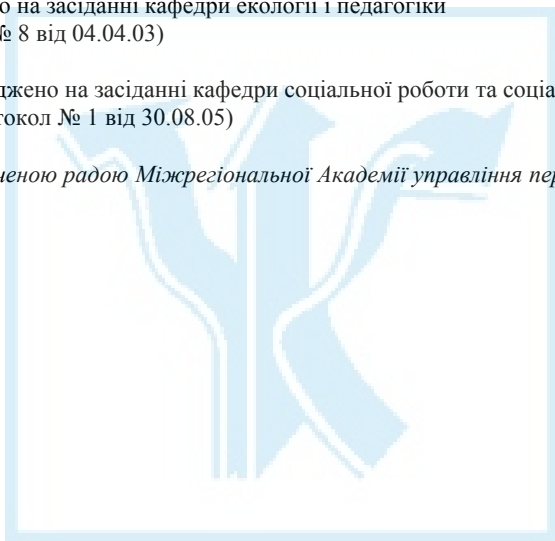 о на засіданні кафедри екології і педагогіки
№ 8 від 04.04.03)
джено на засіданні кафедри соціальної роботи та соціа
токол № 1 від 30.08.05)
ченою радою Міжрегіональної Академії управління пер